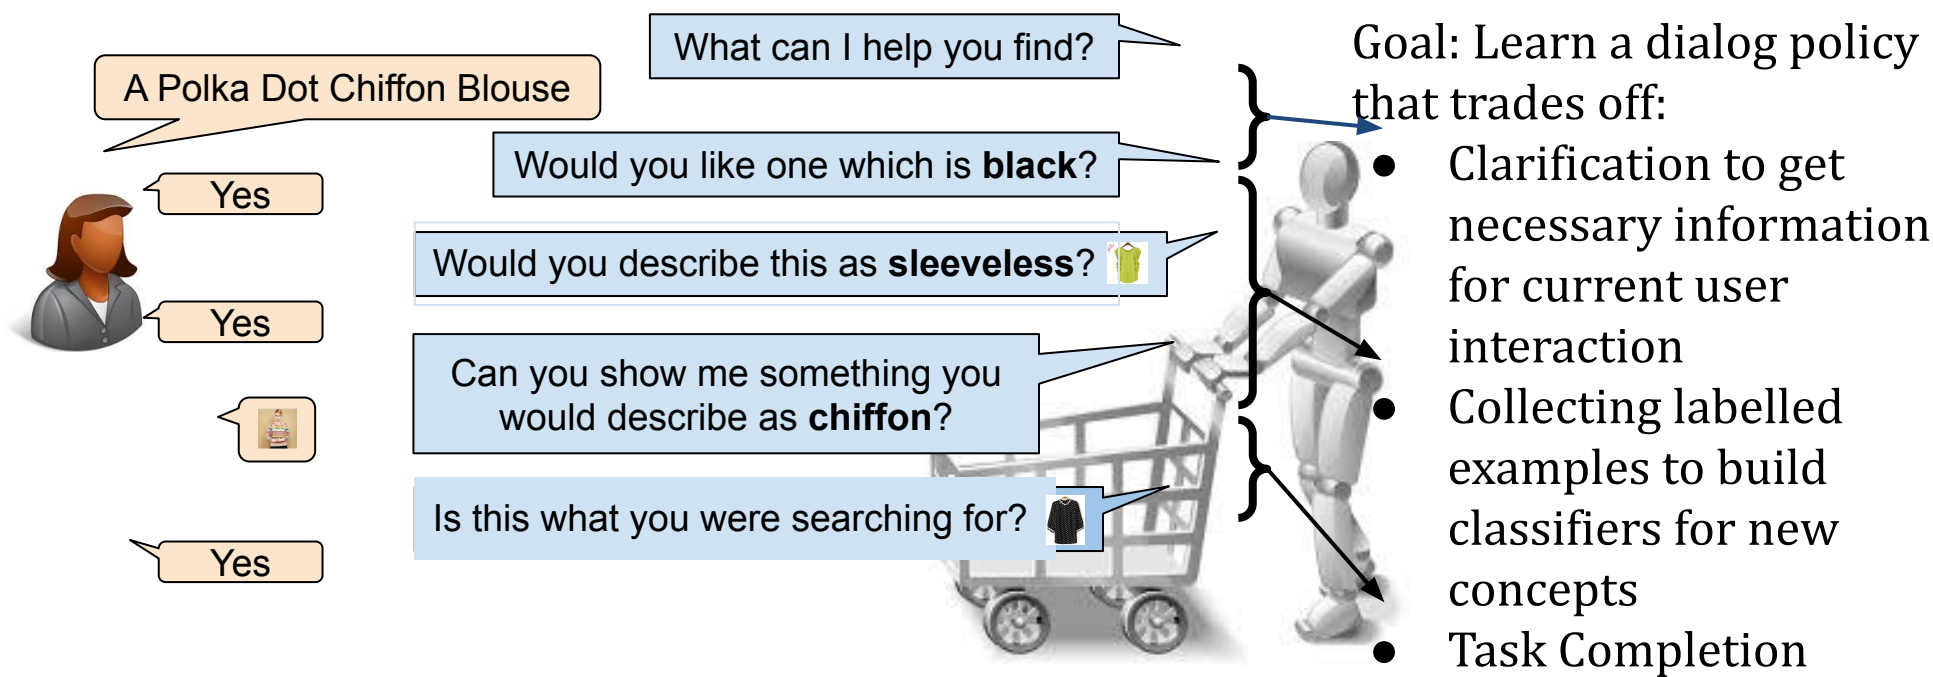 What can I help you find?
A Polka Dot Chiffon Blouse
Would you like one which is black?
Yes
Would you describe this as sleeveless?
Yes
Can you show me something you
would describe as chiffon?
Is this what you were searching for?
Yes
Goal: Learn a dialog policy
that trades off:
● Clarification to get
necessary information
for current user
interaction
● Collecting labelled
examples to build
classifiers for new
concepts
● Task Completion